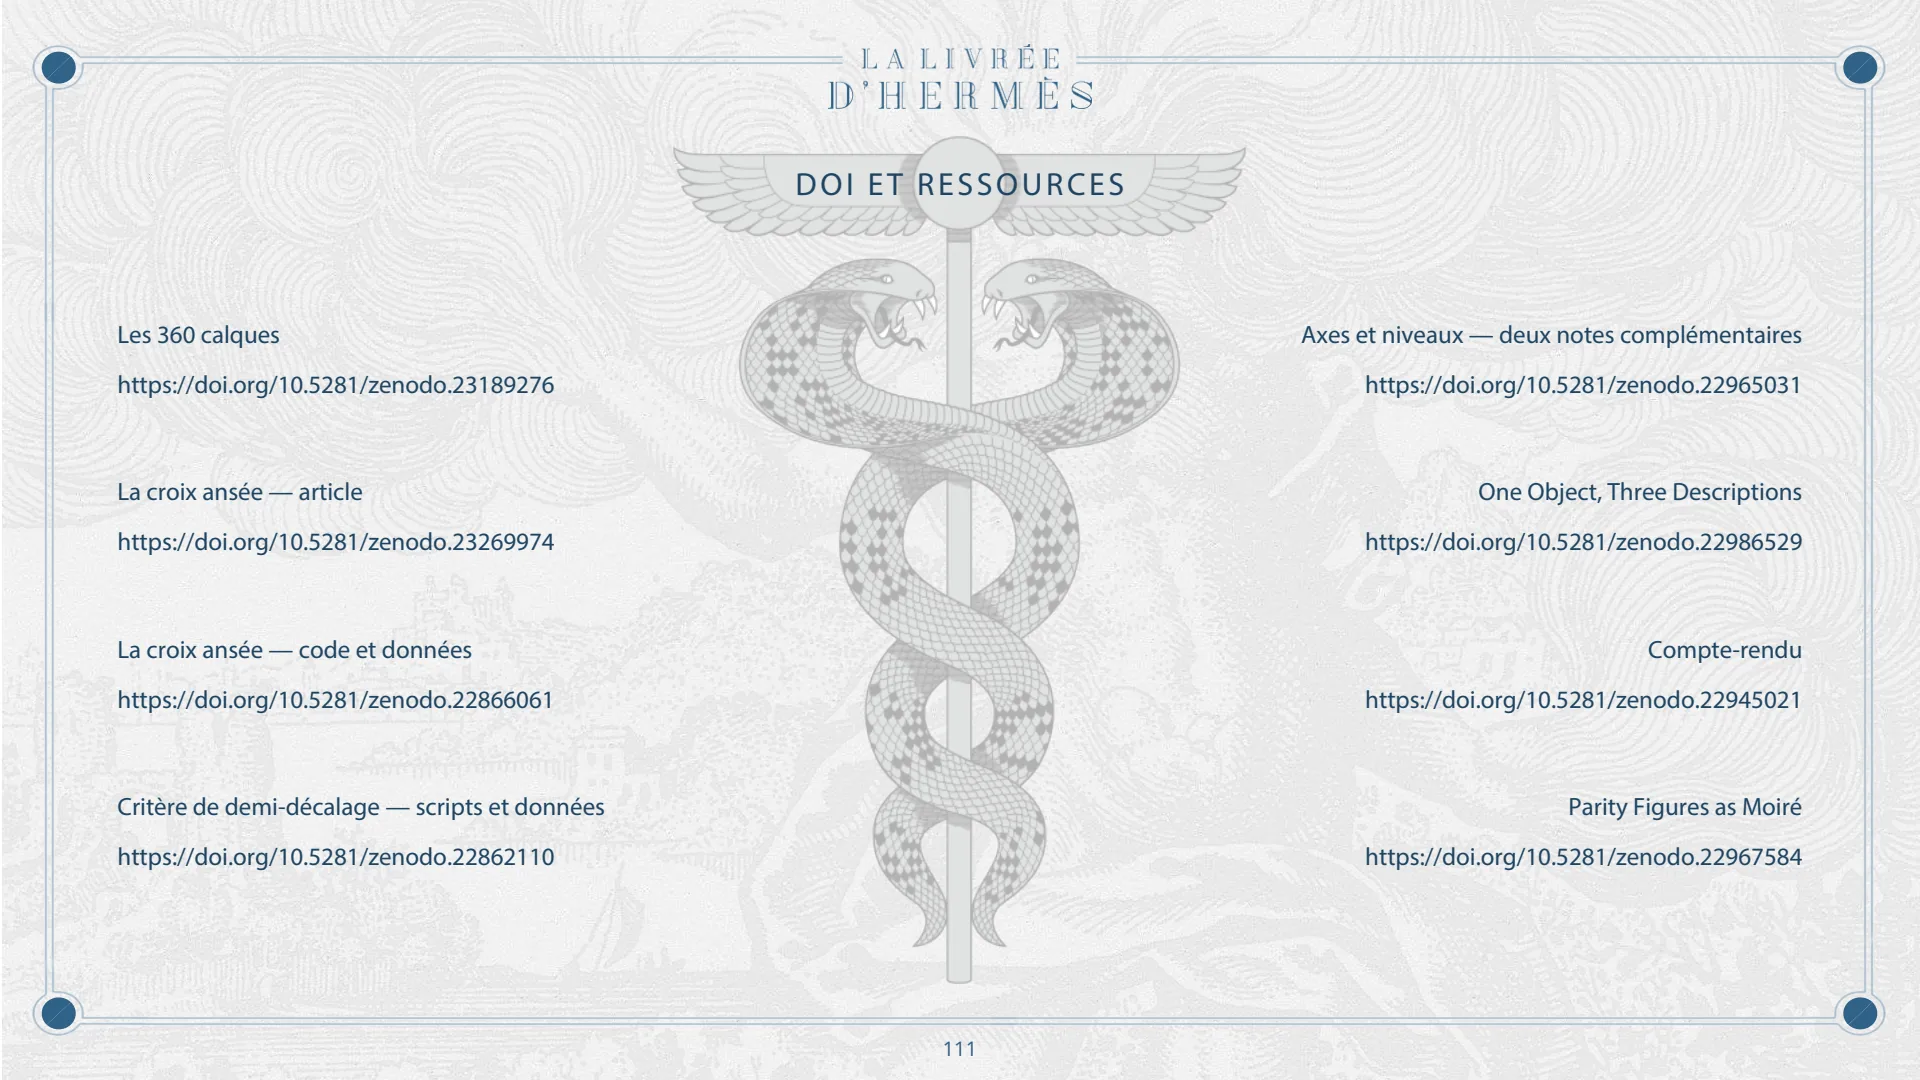 LA LIVRÉE
D'HERMÈS
DOI ET RESSOURCES
Les 360 calques
https://doi.org/10.5281/zenodo.23189276
La croix ansée — article
https://doi.org/10.5281/zenodo.23269974
La croix ansée — code et données
https://doi.org/10.5281/zenodo.22866061
Critère de demi-décalage — scripts et données
https://doi.org/10.5281/zenodo.22862110
Axes et niveaux — deux notes complémentaires
https://doi.org/10.5281/zenodo.22965031
One Object, Three Descriptions
https://doi.org/10.5281/zenodo.22986529
Compte-rendu
https://doi.org/10.5281/zenodo.22945021
Parity Figures as Moiré
https://doi.org/10.5281/zenodo.22967584
111